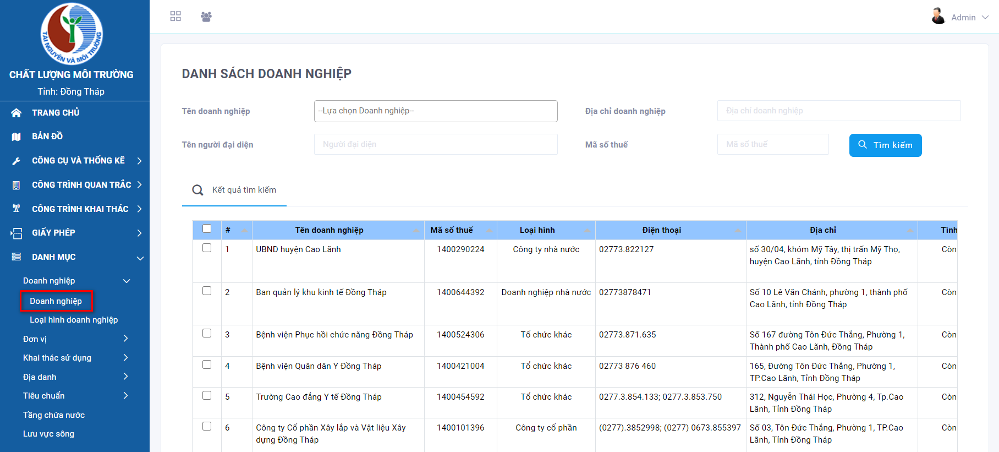 TÀI NGUYÊN VÀ MÔI TRƯỜNG
CHẤT LƯỢNG MÔI TRƯỜNG
Tỉnh: Đồng Tháp
TRANG CHỦ
BẢN ĐỒ
CÔNG CỤ VÀ THỐNG KÊ
CÔNG TRÌNH QUAN TRẮC
CÔNG TRÌNH KHAI THÁC
GIẤY PHÉP
DANH MỤC
Doanh nghiệp
Doanh nghiệp
Loại hình doanh nghiệp
Đơn vị
Khai thác sử dụng
Địa danh
Tiêu chuẩn
Tầng chứa nước
Lưu vực sông
Admin
DANH SÁCH DOANH NGHIỆP
Tên doanh nghiệp --Lựa chọn Doanh nghiệp-- Địa chỉ doanh nghiệp Địa chỉ doanh nghiệp
Tên người đại diện Người đại diện Mã số thuế Mã số thuế Tìm kiếm
Kết quả tìm kiếm
# Tên doanh nghiệp Mã số thuế Loại hình Điện thoại Địa chỉ Tình
1 UBND huyện Cao Lãnh 1400290224 Công ty nhà nước 02773.822127 số 30/04, khóm Mỹ Tây, thị trấn Mỹ Thọ, Còn
huyện Cao Lãnh, tỉnh Đồng Tháp
2 Ban quản lý khu kinh tế Đồng Tháp 1400644392 Doanh nghiệp nhà nước 02773878471 Số 10 Lê Văn Chánh, phường 1, thành phố Còn
Cao Lãnh, tỉnh Đồng Tháp
3 Bệnh viện Phục hồi chức năng Đồng Tháp 1400524306 Tổ chức khác 02773.871.635 Số 167 đường Tôn Đức Thắng, Phường 1, Còn
Thành phố Cao Lãnh, Đồng Tháp
4 Bệnh viện Quân dân Y Đồng Tháp 1400421004 Tổ chức khác 02773 876 460 165, Đường Tôn Đức Thắng, Phường 1, Còn
TP.Cao Lãnh, Tỉnh Đồng Tháp
5 Trường Cao đẳng Y tế Đồng Tháp 1400454592 Tổ chức khác 0277.3.854.133; 0277.3.853.750 312, Nguyễn Thái Học, Phường 4, Tp.Cao Còn
Lãnh, Tỉnh Đồng Tháp
6 Công ty Cổ phần Xây lắp và Vật liệu Xây 1400101396 Công ty cổ phần (0277).3852998; (0277) 0673.855397 Số 03, Tôn Đức Thắng, Phường 1, TP.Cao Còn
dựng Đồng Tháp Lãnh, Tỉnh Đồng Tháp